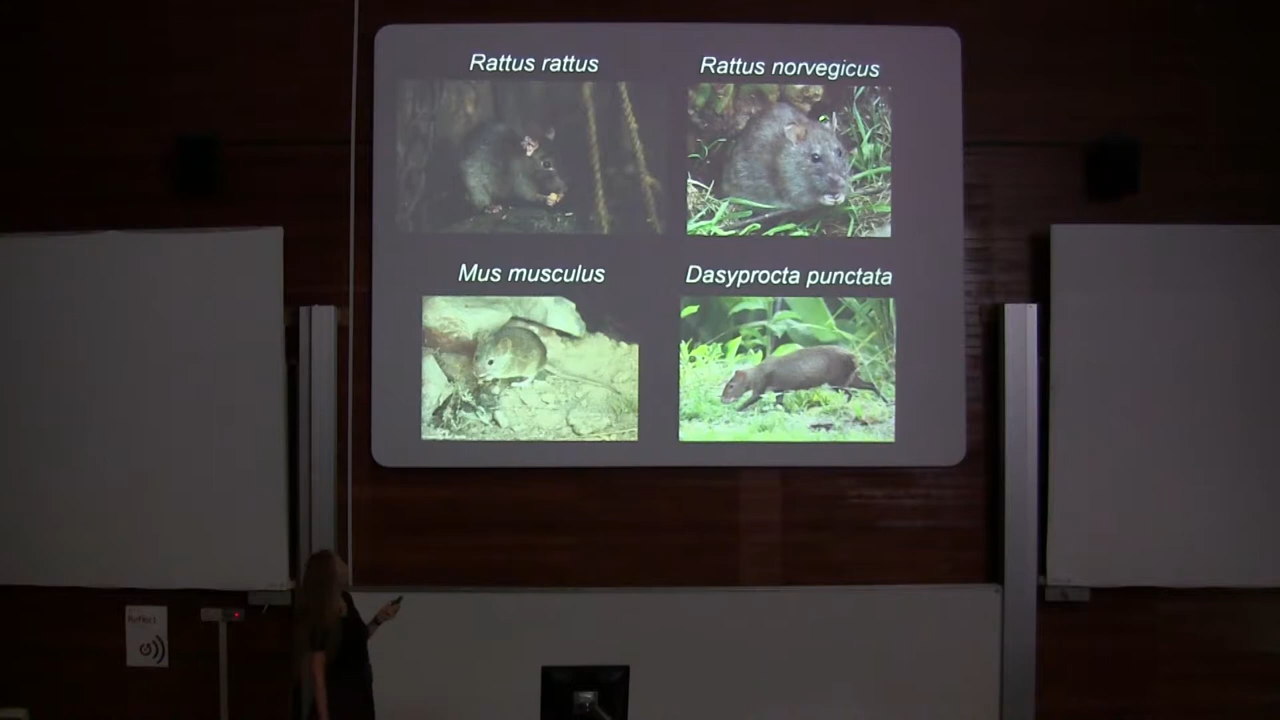 Rattus rattus
Rattus norvegicus
Mus musculus
Dasyprocta punctata